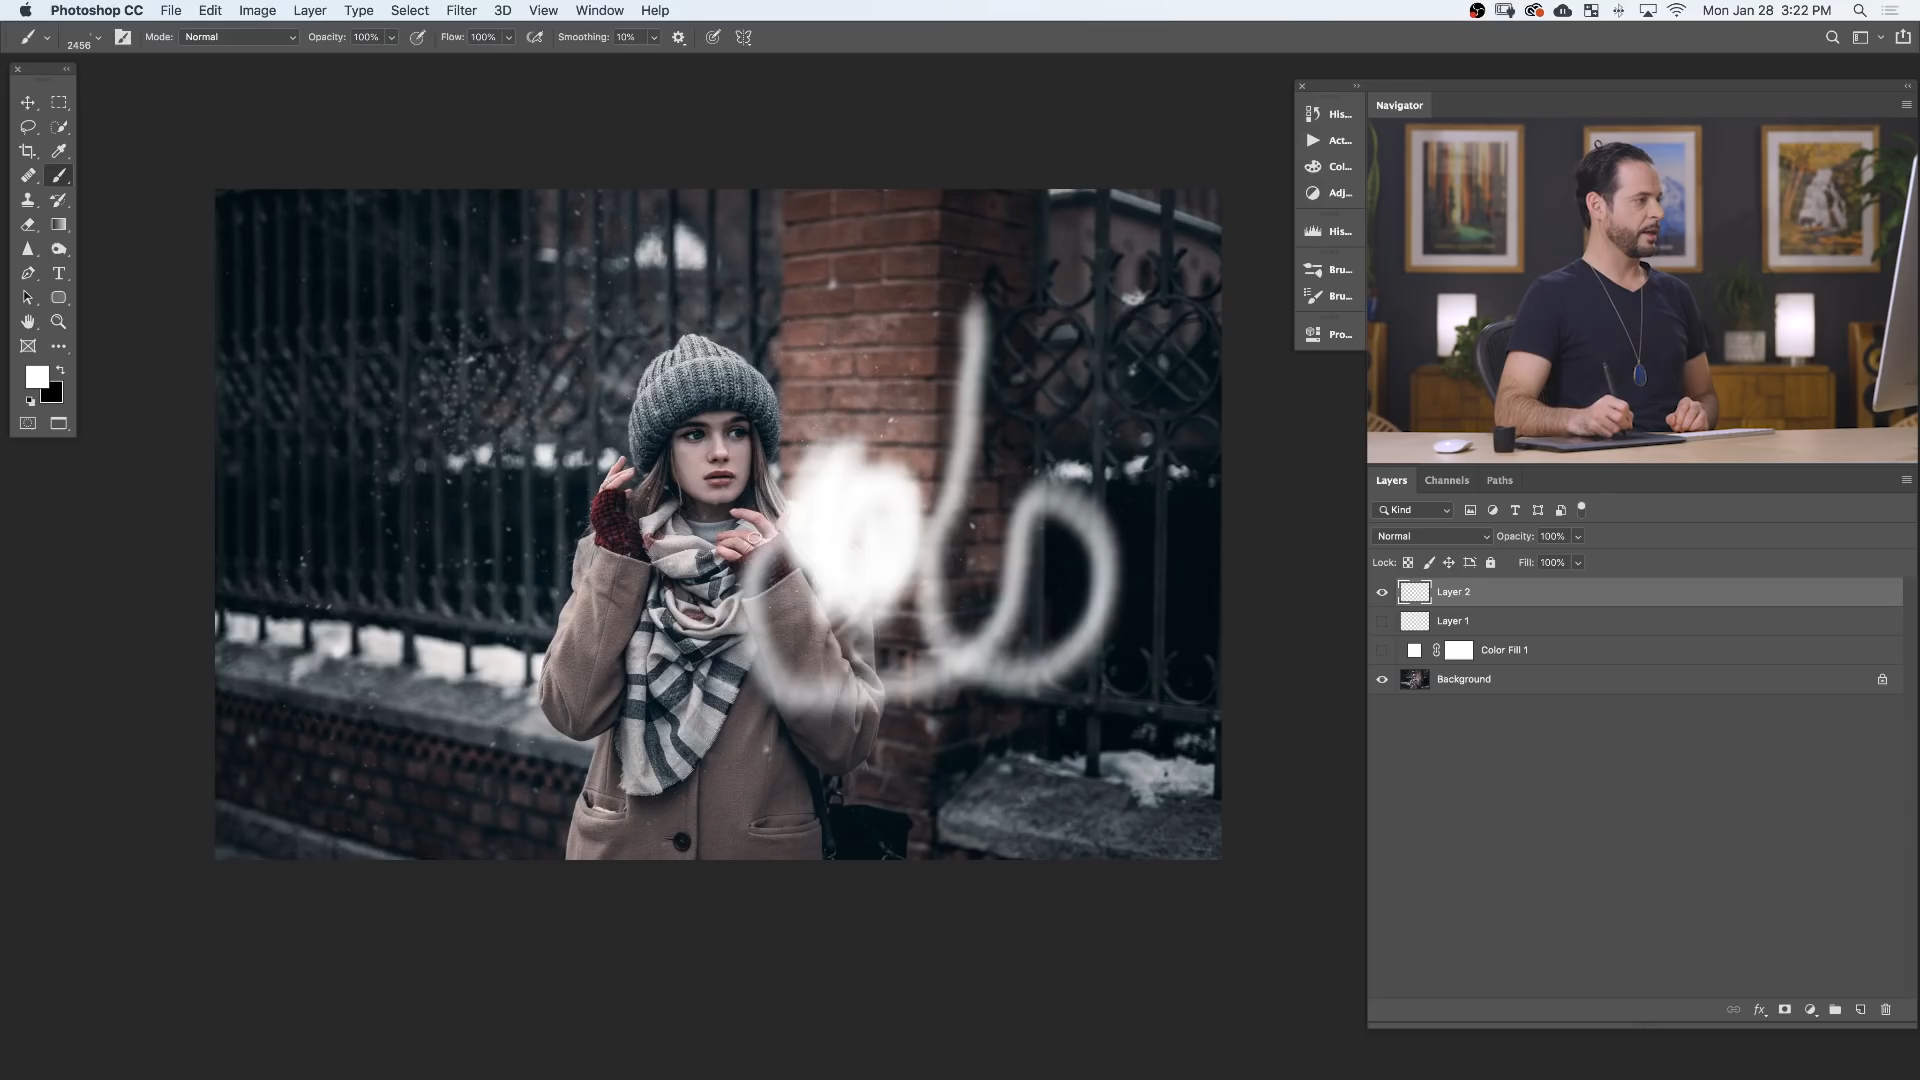 Photoshop CC File Edit Image Layer Type Select Filter 3D View Window Help Mon Jan 28 3:22 PM
2456 Mode: Normal Opacity: 100% Flow: 100% Smoothing: 10%
His...
Act...
Col...
Adj...
His...
Bru...
Bru...
Pro...
Navigator
Layers Channels Paths
Kind
Normal Opacity: 100%
Lock: Fill: 100%
Layer 2
Layer 1
Color Fill 1
Background
fx